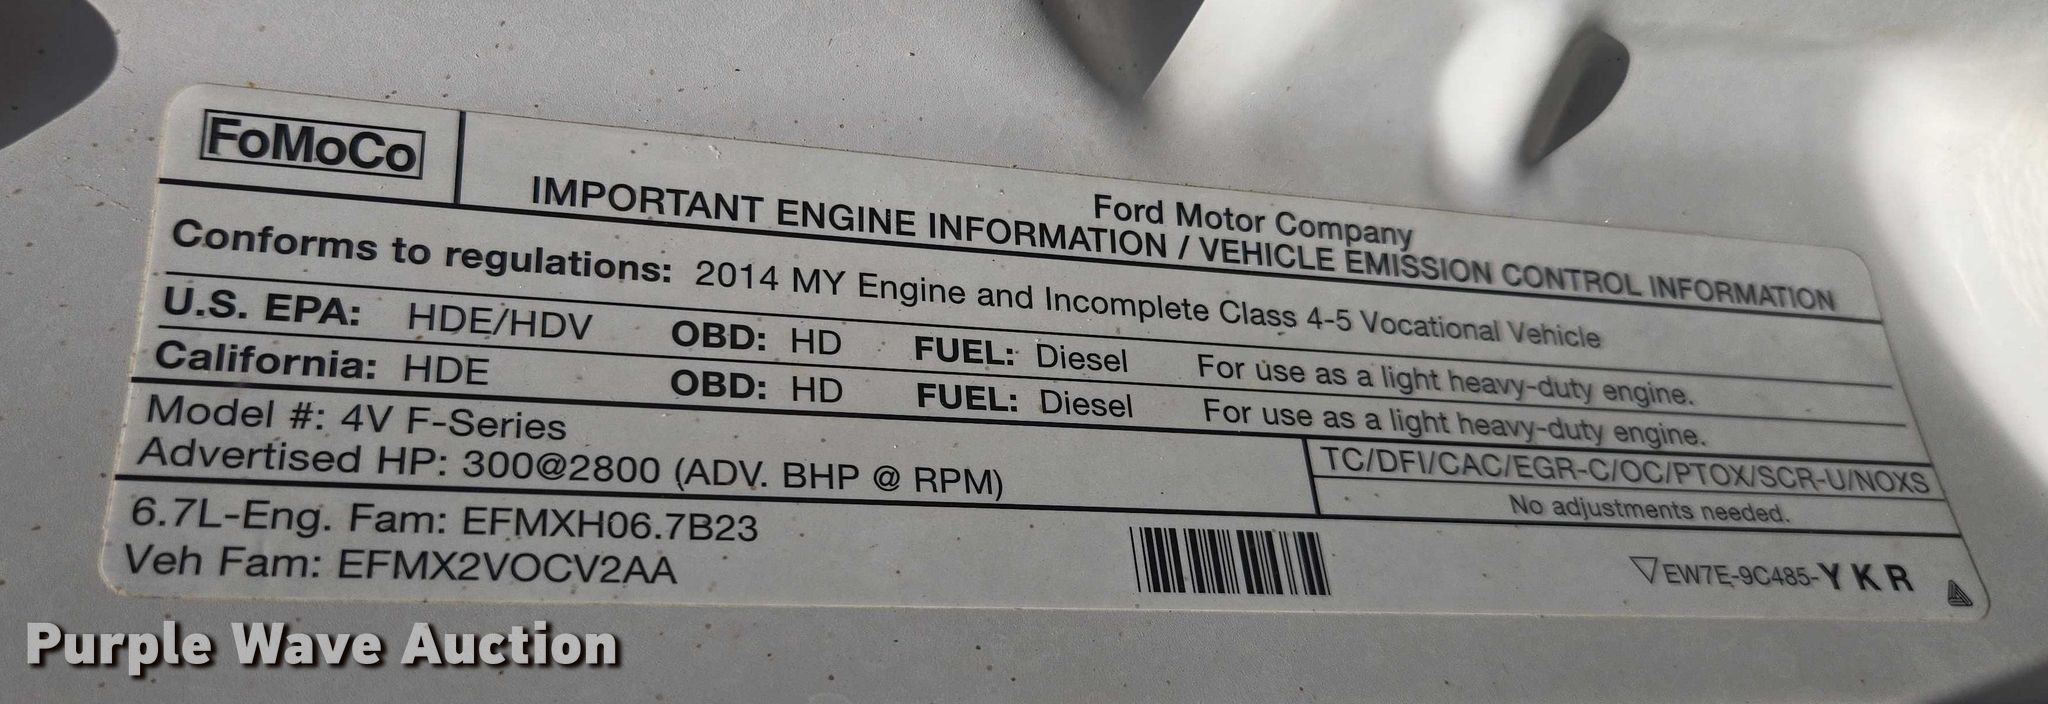 FoMoCo
Ford Motor Company
IMPORTANT ENGINE INFORMATION / VEHICLE EMISSION CONTROL INFORMATION
Conforms to regulations: 2014 MY Engine and Incomplete Class 4-5 Vocational Vehicle
U.S. EPA: HDE/HDV OBD: HD FUEL: Diesel For use as a light heavy-duty engine.
California: HDE OBD: HD FUEL: Diesel For use as a light heavy-duty engine.
Model #: 4V F-Series
Advertised HP: 300@2800 (ADV. BHP @ RPM)
TC/DFI/CAC/EGR-C/OC/PTOX/SCR-U/NOXS
No adjustments needed.
6.7L-Eng. Fam: EFMXH06.7B23
Veh Fam: EFMX2VOCV2AA
EW7E-9C485-YKR
Purple Wave Auction